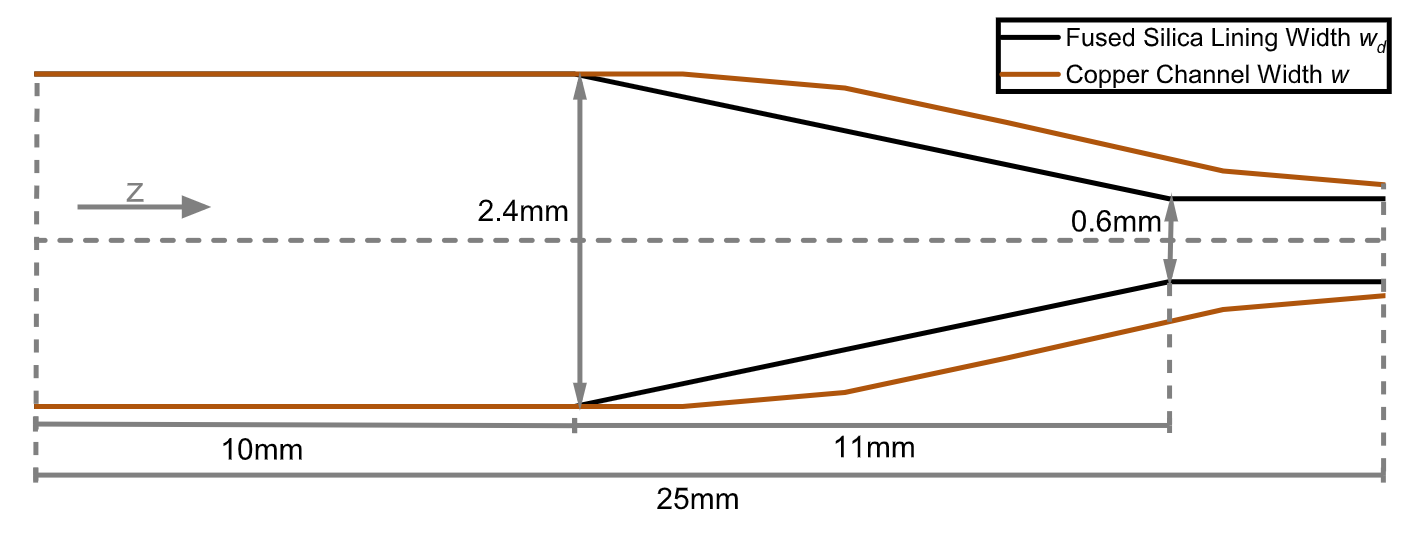 Fused Silica Lining Width w_d
Copper Channel Width w
z
2.4mm
0.6mm
10mm
11mm
25mm